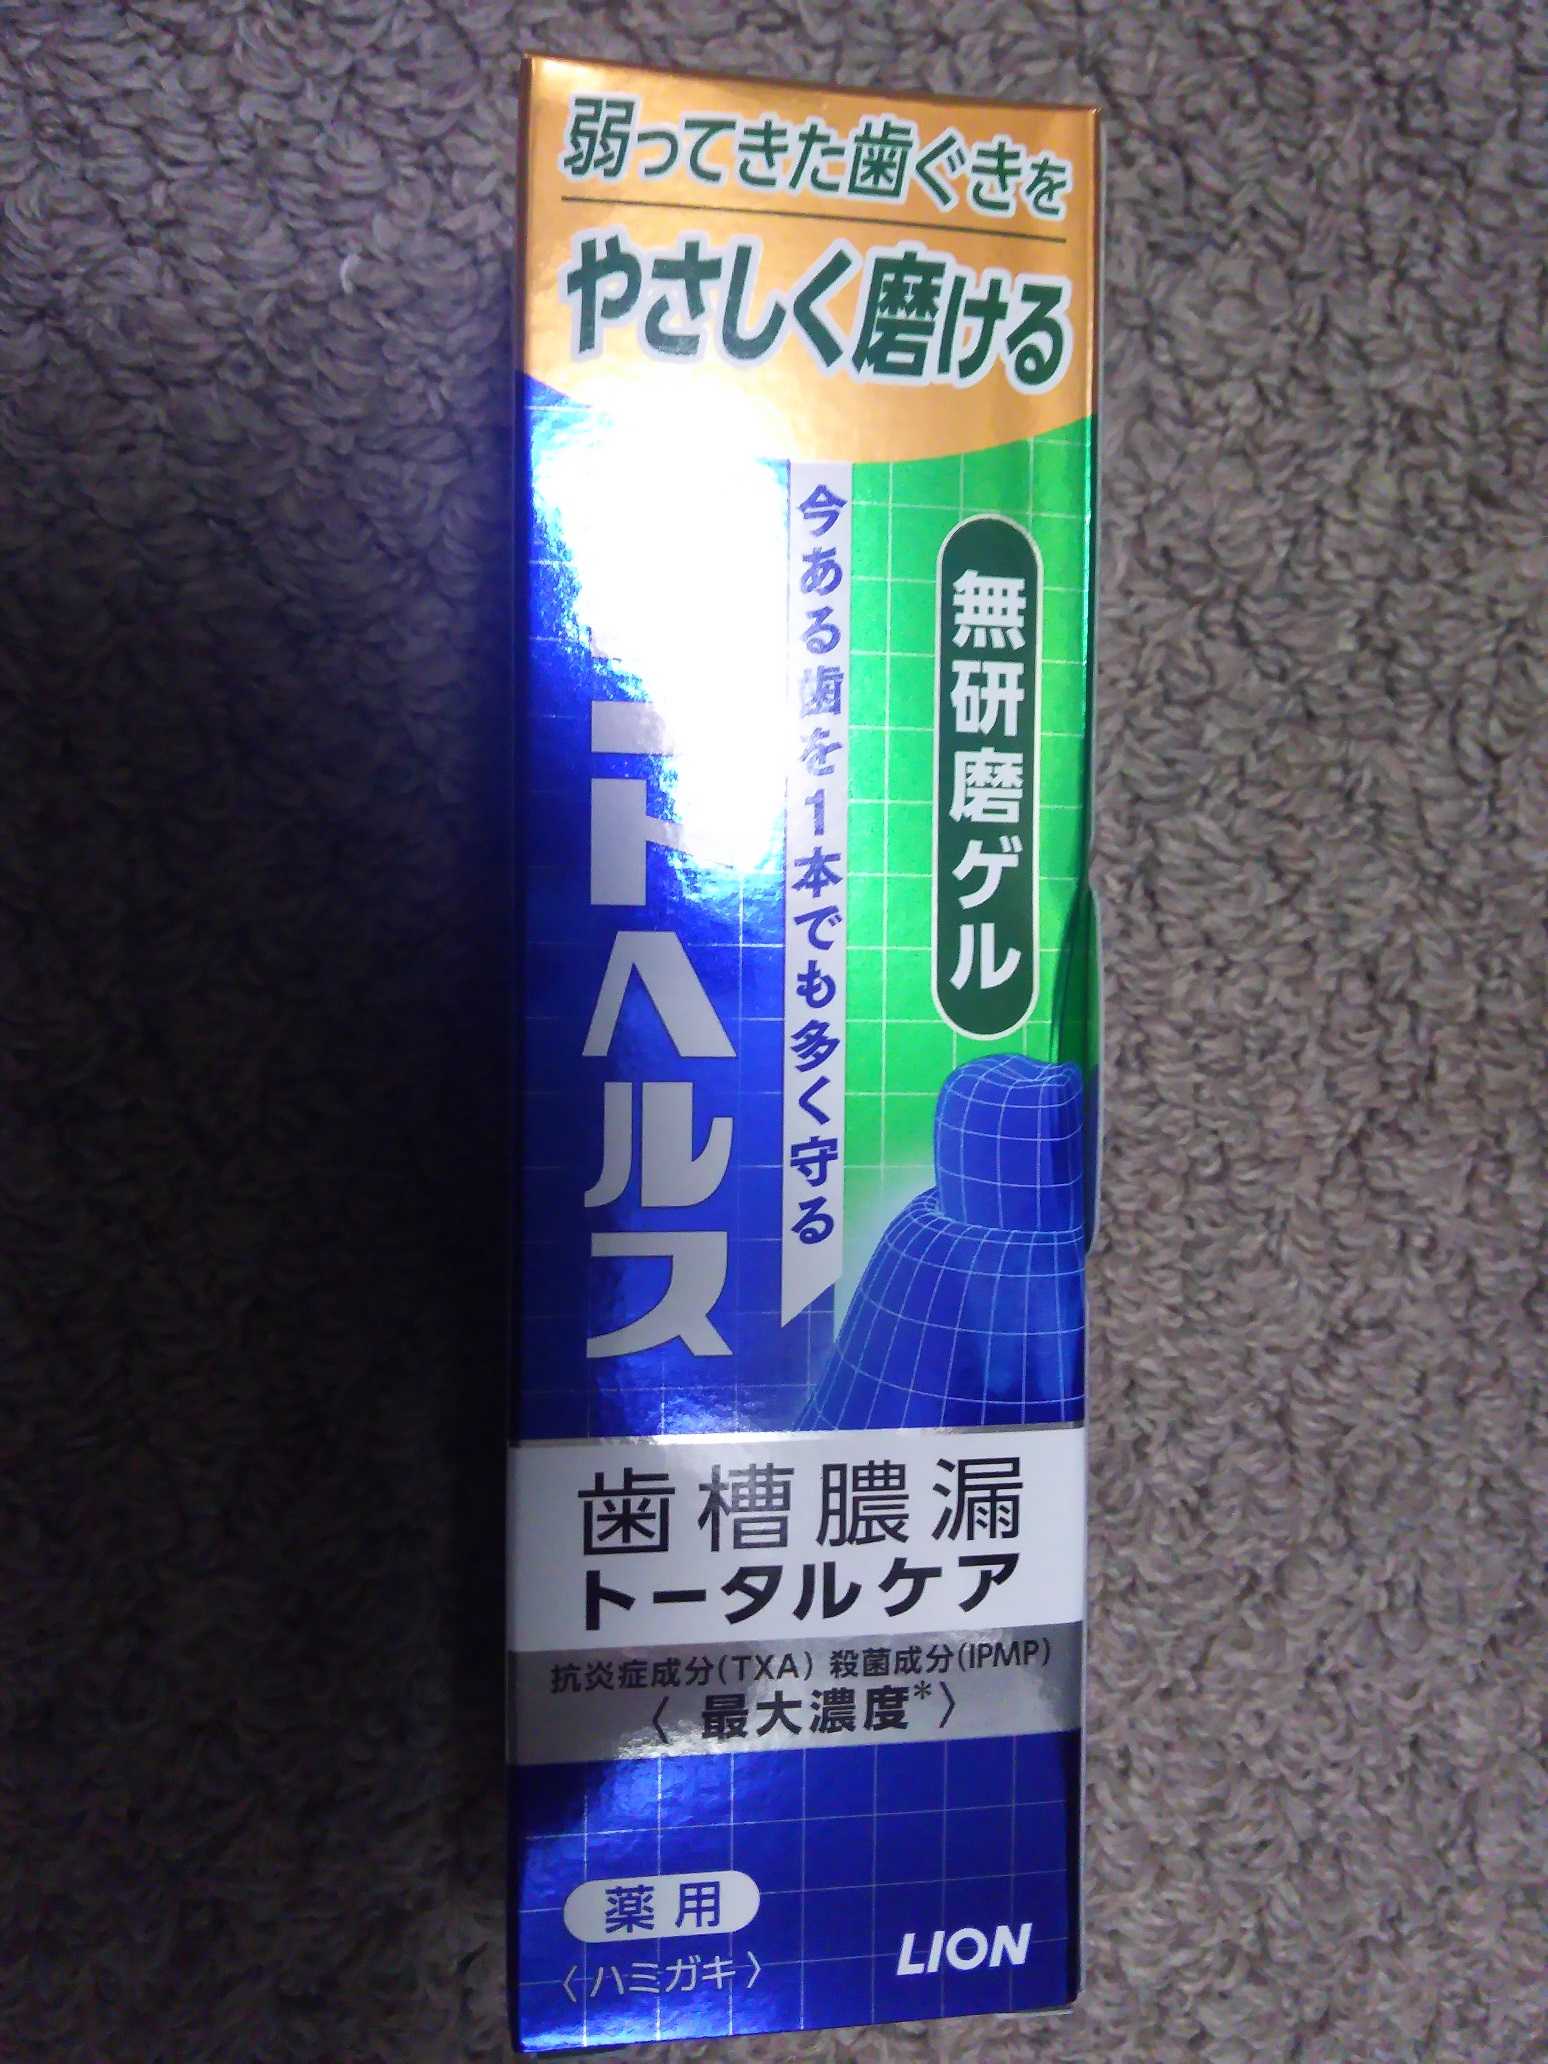 弱ってきた歯ぐきを
やさしく磨ける
無研磨ゲル
今ある歯を1本でも多く守る
トヘルス
歯槽膿漏
トータルケア
抗炎症成分(TXA) 殺菌成分(IPMP)
〈 最大濃度*〉
薬用
〈ハミガキ〉
LION